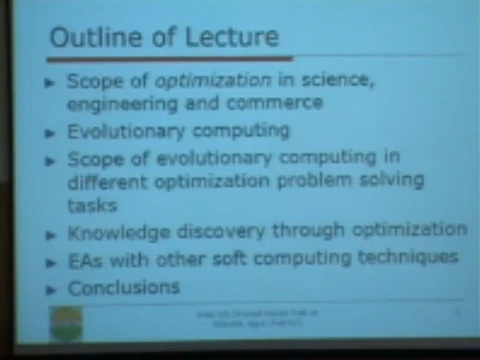 Outline of Lecture
Scope of optimization in science,
engineering and commerce
Evolutionary computing
Scope of evolutionary computing in
different optimization problem solving
tasks
Knowledge discovery through optimization
EAs with other soft computing techniques
Conclusions